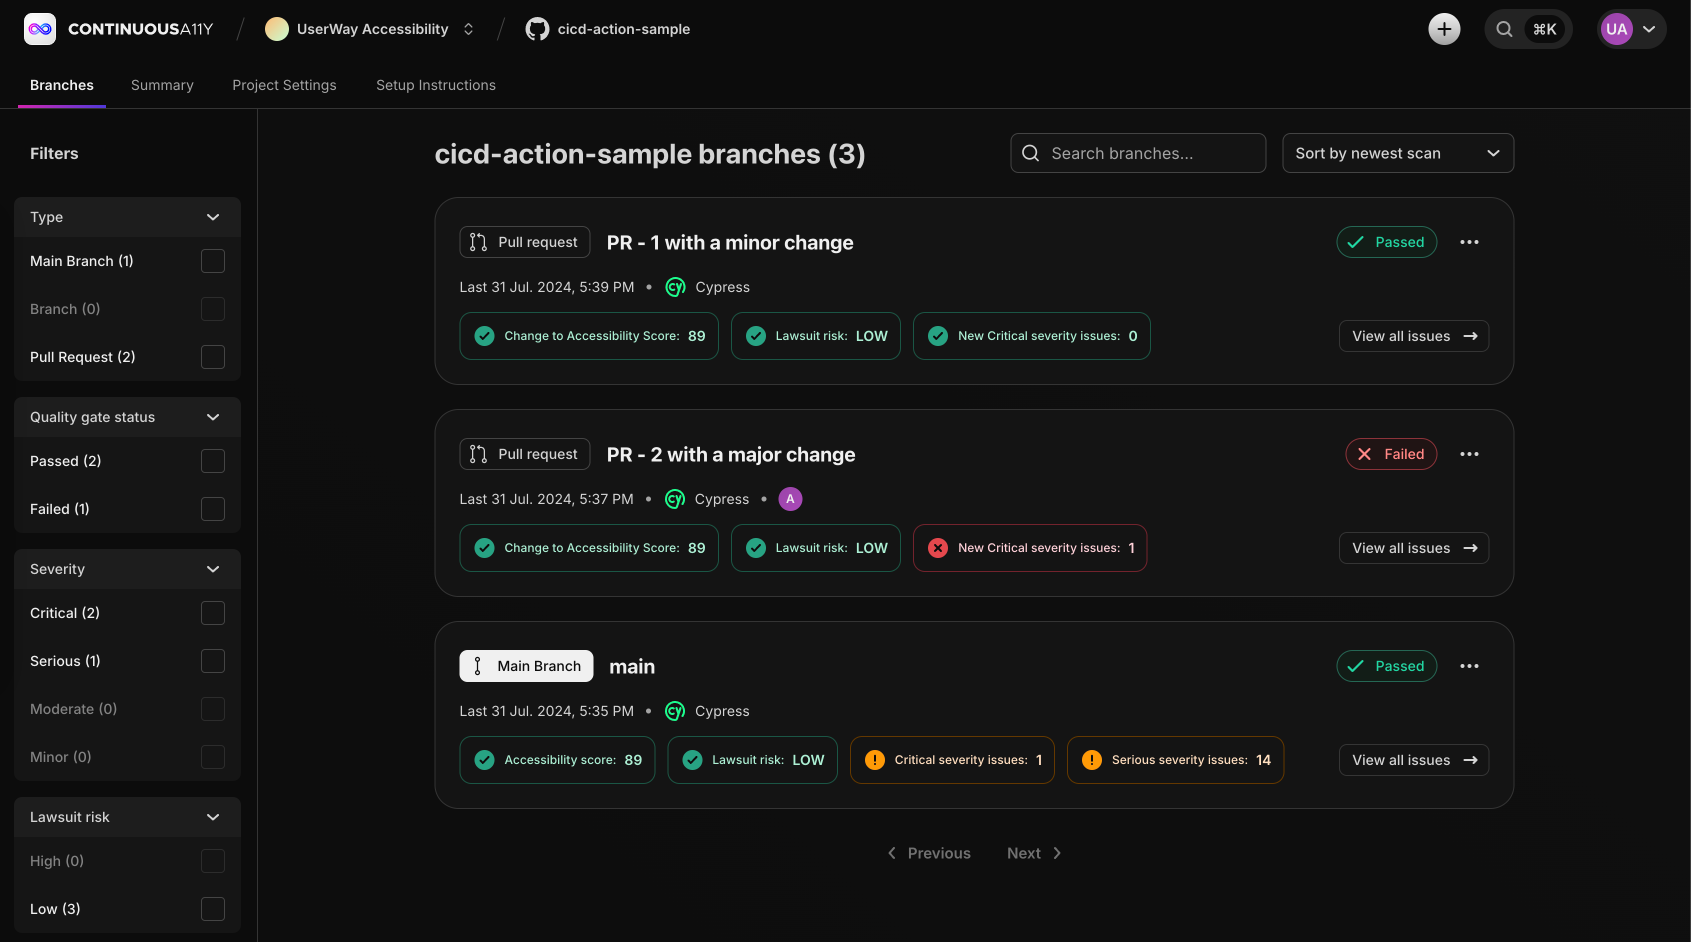 CONTINUOUSA11Y / UserWay Accessibility / cicd-action-sample
⌘K
UA
Branches Summary Project Settings Setup Instructions
Filters
Type
Main Branch (1)
Branch (0)
Pull Request (2)
Quality gate status
Passed (2)
Failed (1)
Severity
Critical (2)
Serious (1)
Moderate (0)
Minor (0)
Lawsuit risk
High (0)
Low (3)
cicd-action-sample branches (3)
Search branches...
Sort by newest scan
Pull request PR - 1 with a minor change Passed
Last 31 Jul. 2024, 5:39 PM • cy Cypress
Change to Accessibility Score: 89 Lawsuit risk: LOW New Critical severity issues: 0 View all issues
Pull request PR - 2 with a major change Failed
Last 31 Jul. 2024, 5:37 PM • cy Cypress • A
Change to Accessibility Score: 89 Lawsuit risk: LOW New Critical severity issues: 1 View all issues
Main Branch main Passed
Last 31 Jul. 2024, 5:35 PM • cy Cypress
Accessibility score: 89 Lawsuit risk: LOW Critical severity issues: 1 Serious severity issues: 14 View all issues
Previous Next